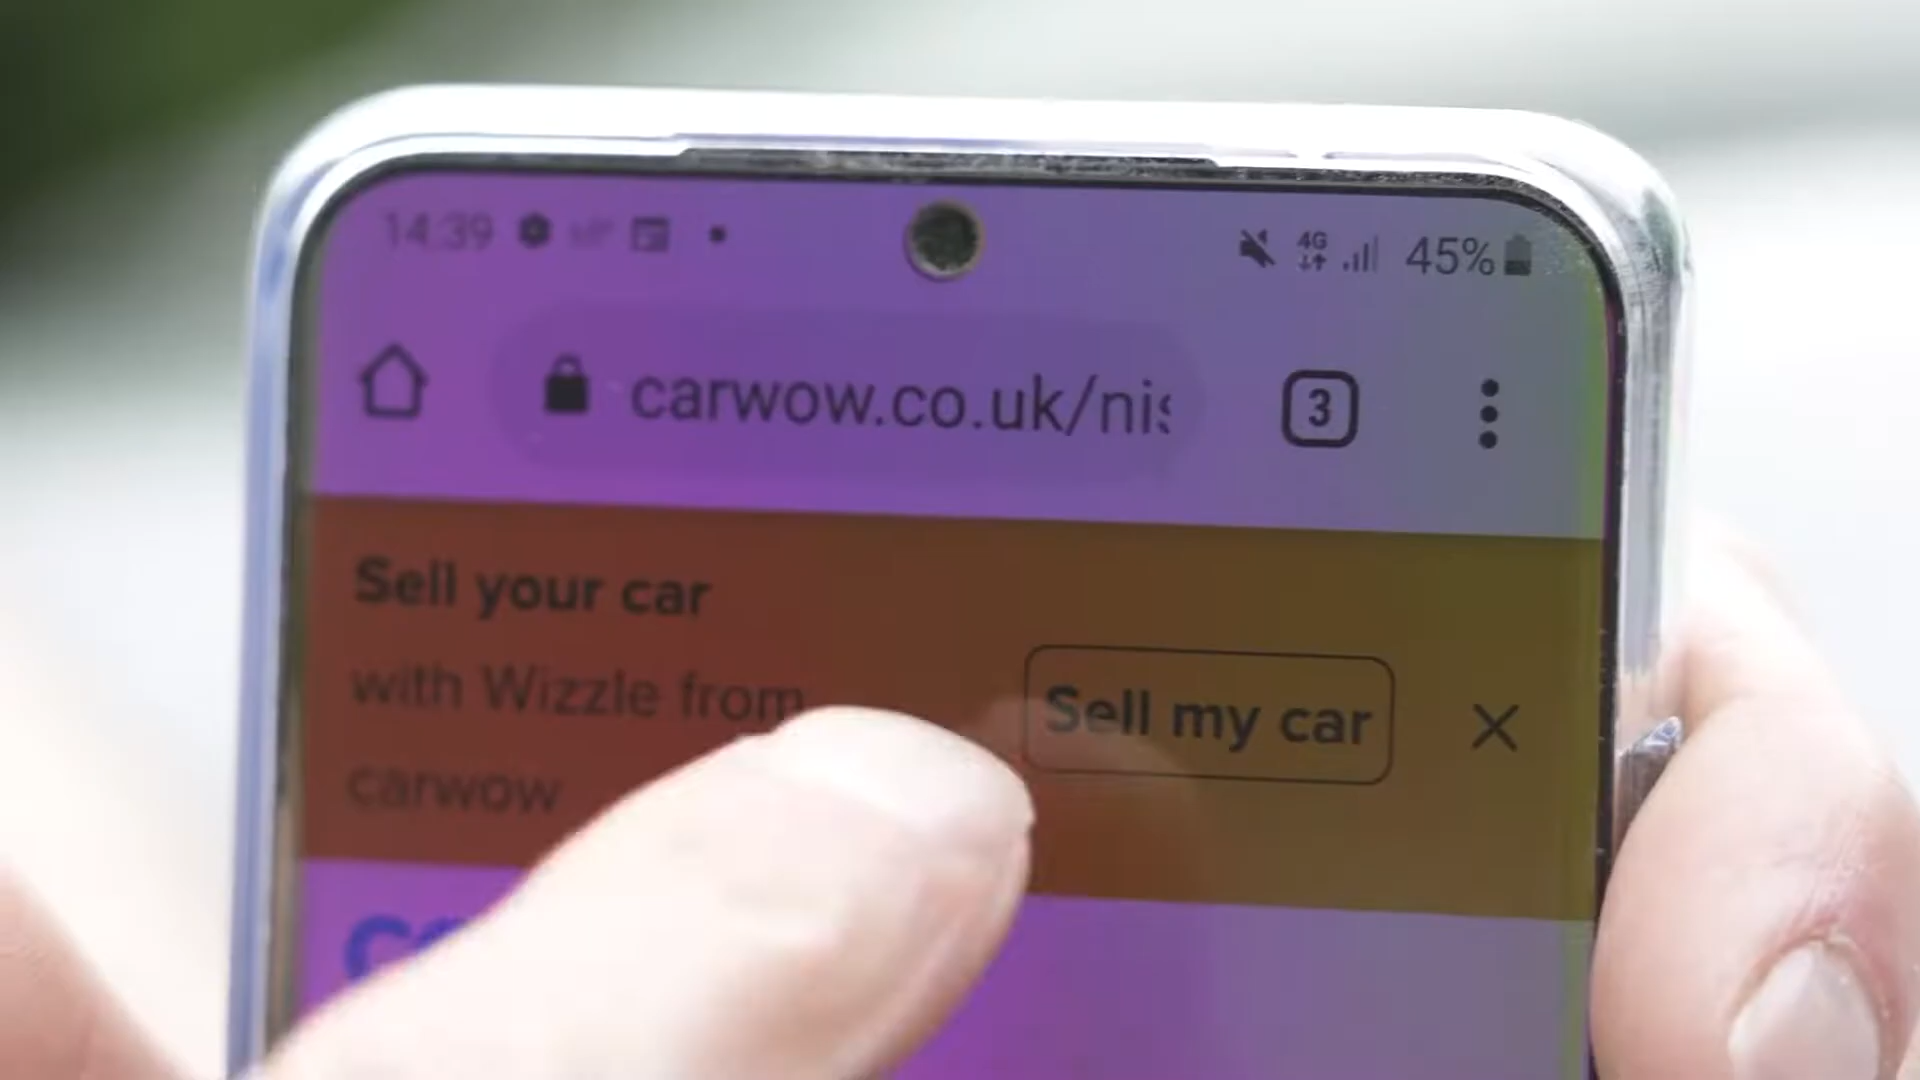 14:39 4G 45%
carwow.co.uk/nis
3
Sell your car
with Wizzle from
carwow
Sell my car